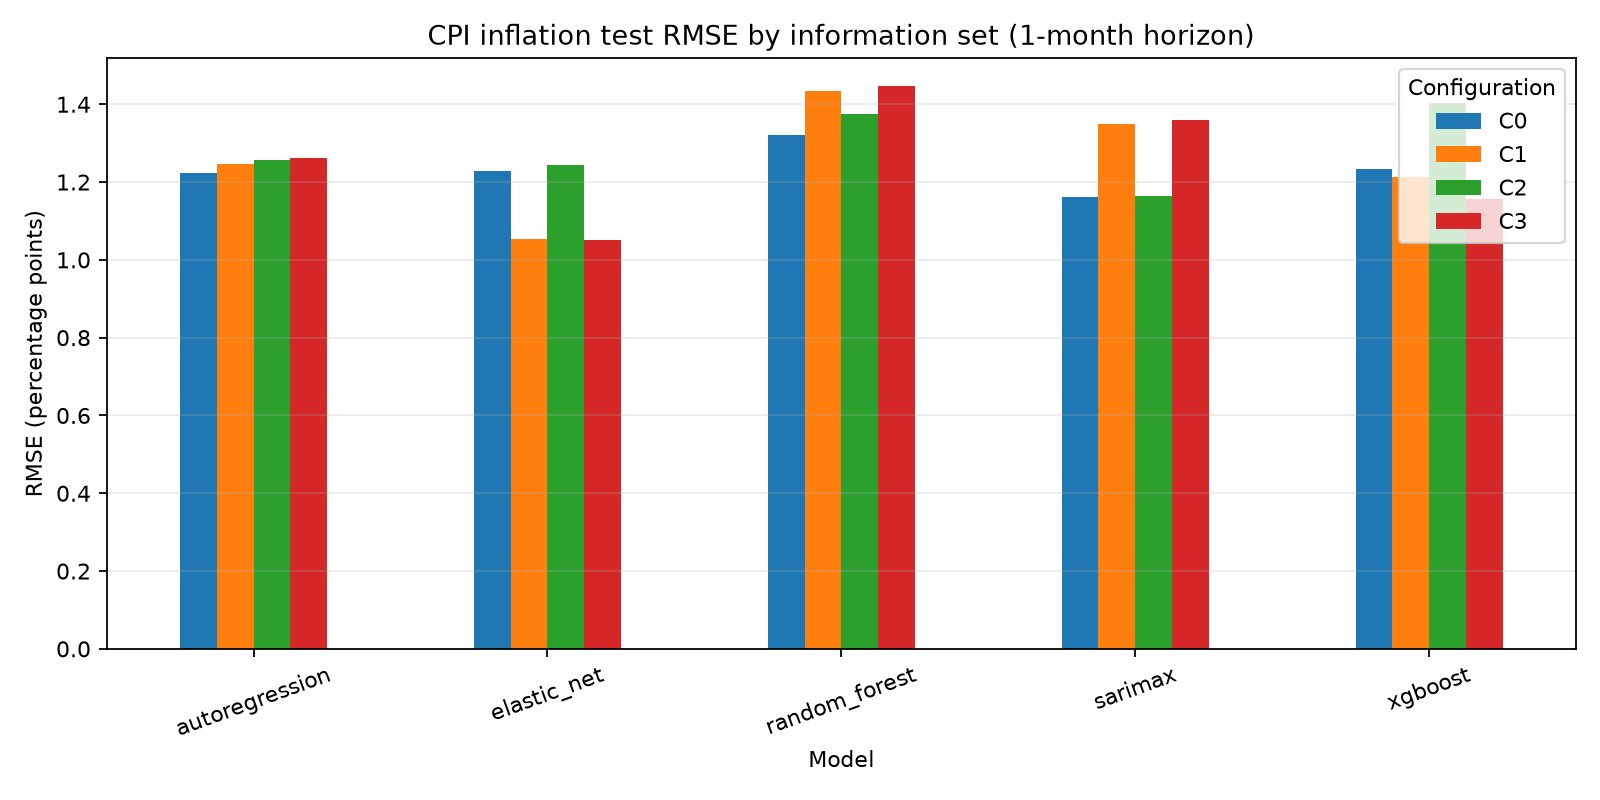 CPI inflation test RMSE by information set (1-month horizon)
Configuration
C0
C1
C2
C3
RMSE (percentage points)
1.4
1.2
1.0
0.8
0.6
0.4
0.2
0.0
autoregression
elastic_net
random_forest
sarimax
xgboost
Model